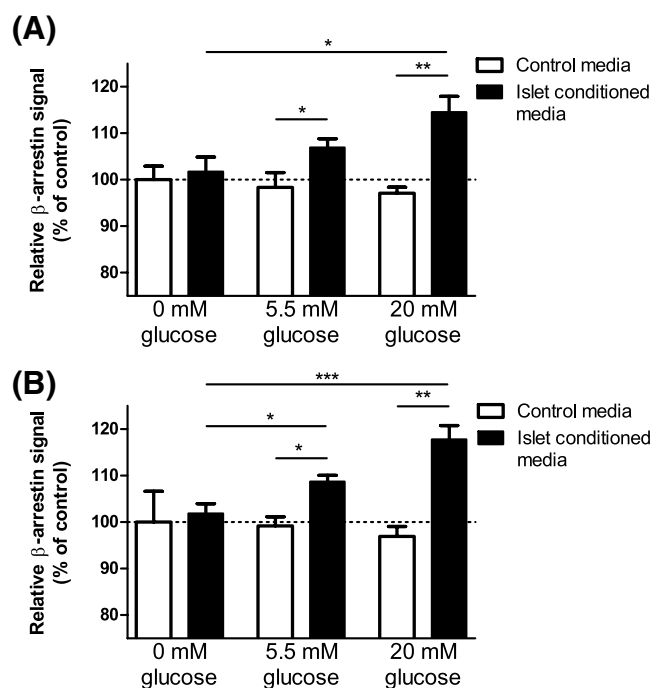 (A)
*
**
*
Control media
Islet conditioned
media
Relative β-arrestin signal
(% of control)
120
110
100
90
80
0 mM
glucose
5.5 mM
glucose
20 mM
glucose
(B)
***
**
*
*
Control media
Islet conditioned
media
Relative β-arrestin signal
(% of control)
120
110
100
90
80
0 mM
glucose
5.5 mM
glucose
20 mM
glucose